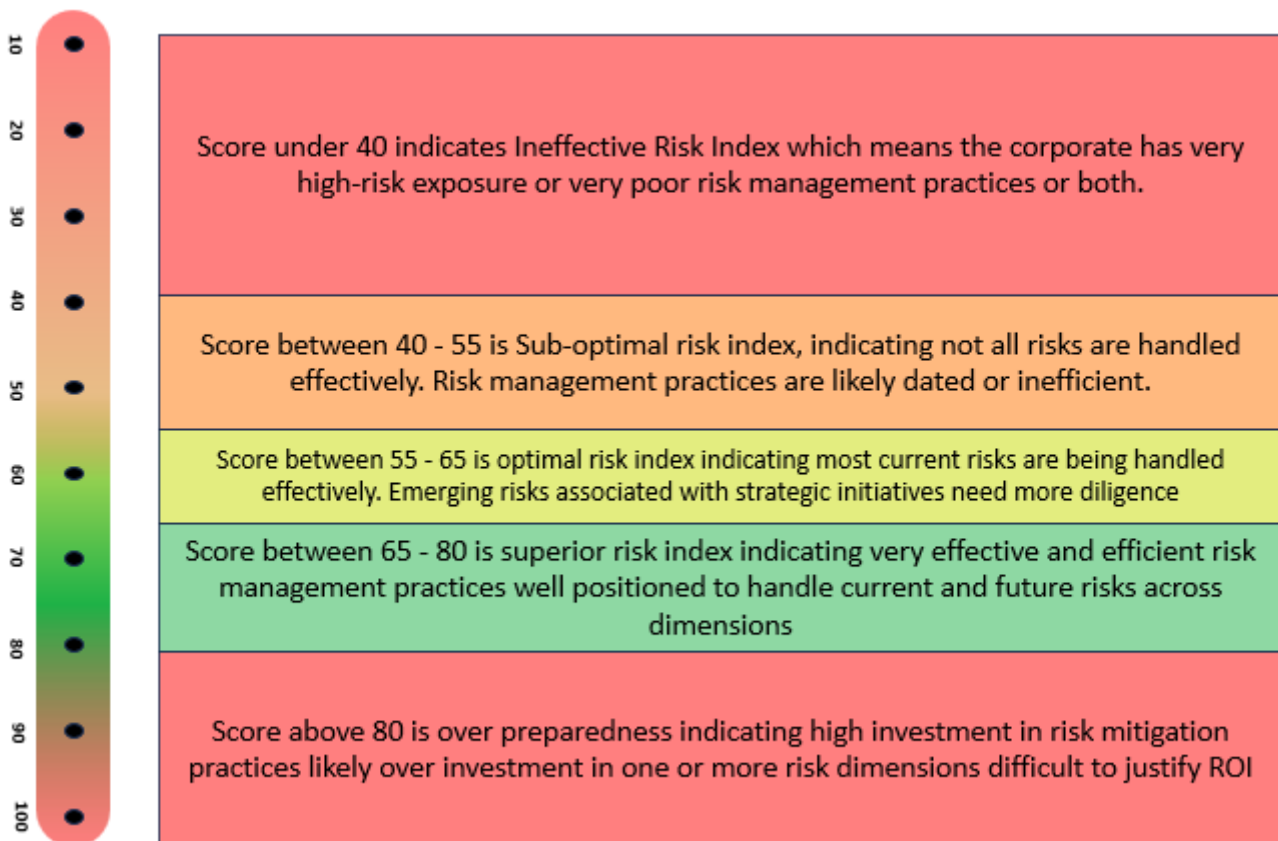 10
20
30
40
50
60
70
80
90
100
Score under 40 indicates Ineffective Risk Index which means the corporate has very
high-risk exposure or very poor risk management practices or both.
Score between 40 - 55 is Sub-optimal risk index, indicating not all risks are handled
effectively. Risk management practices are likely dated or inefficient.
Score between 55 - 65 is optimal risk index indicating most current risks are being handled
effectively. Emerging risks associated with strategic initiatives need more diligence
Score between 65 - 80 is superior risk index indicating very effective and efficient risk
management practices well positioned to handle current and future risks across
dimensions
Score above 80 is over preparedness indicating high investment in risk mitigation
practices likely over investment in one or more risk dimensions difficult to justify ROI